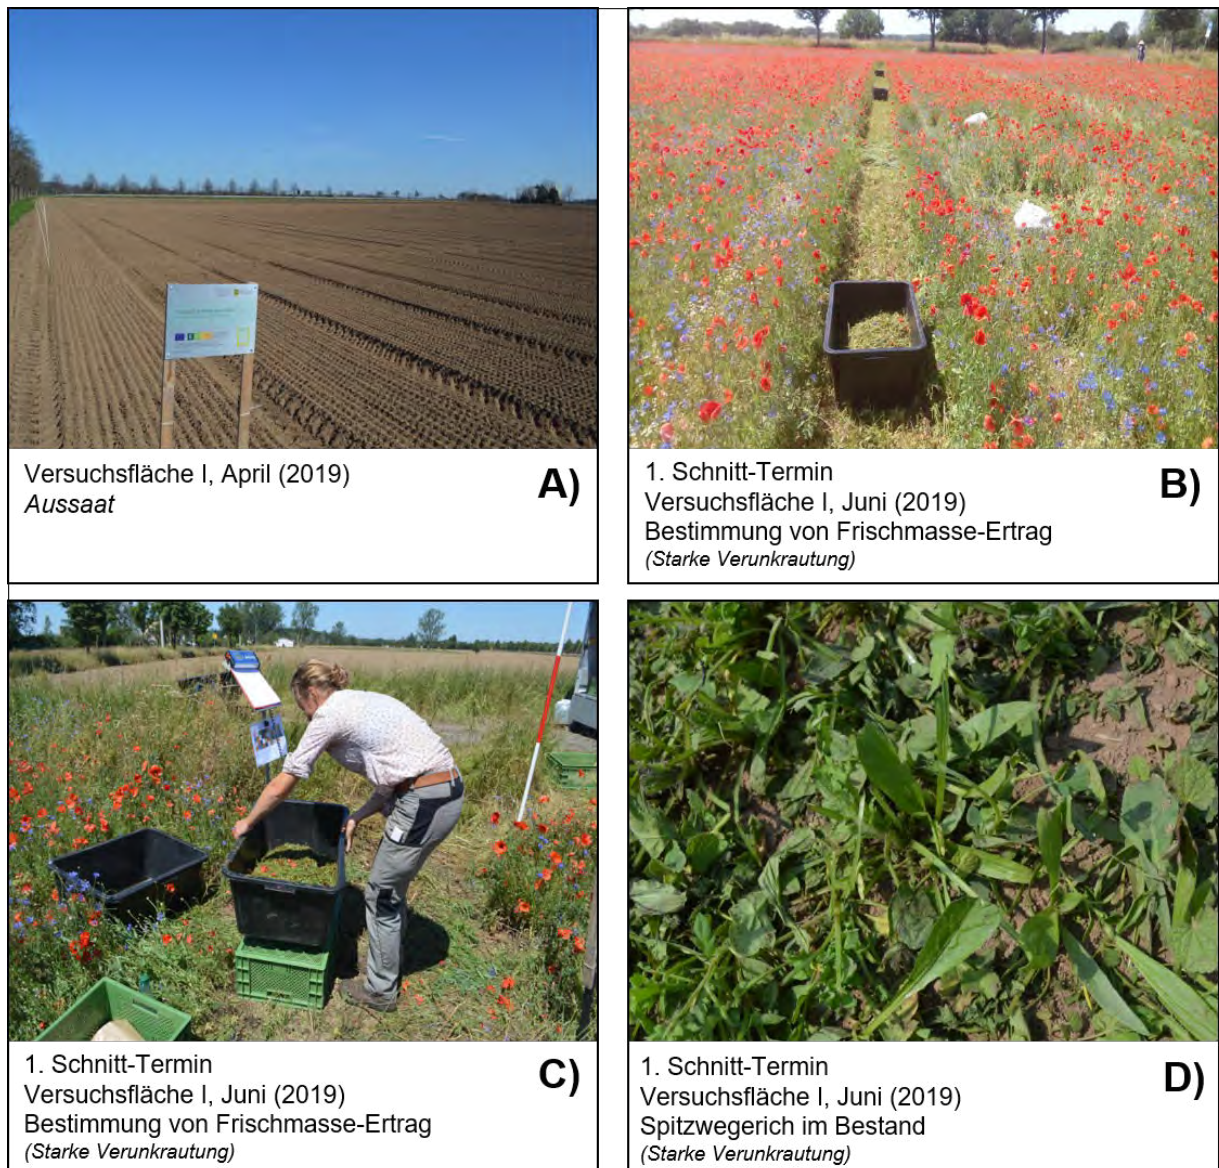 Versuchsfläche I, April (2019)
Aussaat
A)
1. Schnitt-Termin
Versuchsfläche I, Juni (2019)
Bestimmung von Frischmasse-Ertrag
(Starke Verunkrautung)
B)
1. Schnitt-Termin
Versuchsfläche I, Juni (2019)
Bestimmung von Frischmasse-Ertrag
(Starke Verunkrautung)
C)
1. Schnitt-Termin
Versuchsfläche I, Juni (2019)
Spitzwegerich im Bestand
(Starke Verunkrautung)
D)